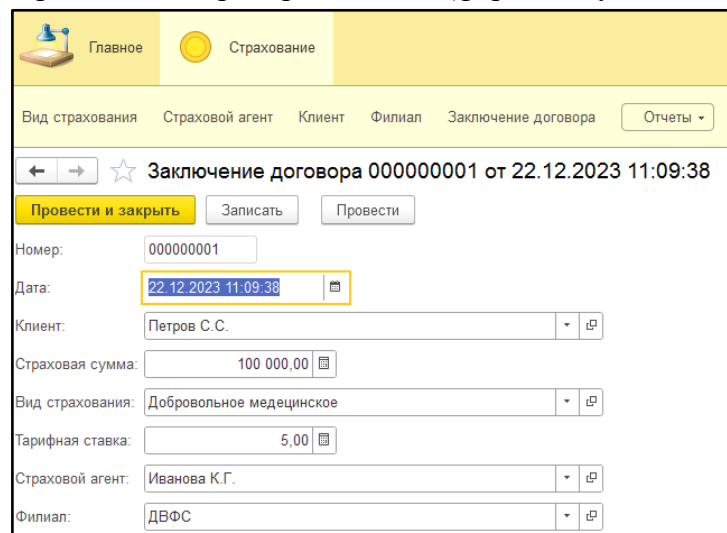 Главное Страхование
Вид страхования Страховой агент Клиент Филиал Заключение договора Отчеты
Заключение договора 000000001 от 22.12.2023 11:09:38
Провести и закрыть Записать Провести
Номер: 000000001
Дата: 22.12.2023 11:09:38
Клиент: Петров С.С.
Страховая сумма: 100 000,00
Вид страхования: Добровольное медецинское
Тарифная ставка: 5,00
Страховой агент: Иванова К.Г.
Филиал: ДВФС